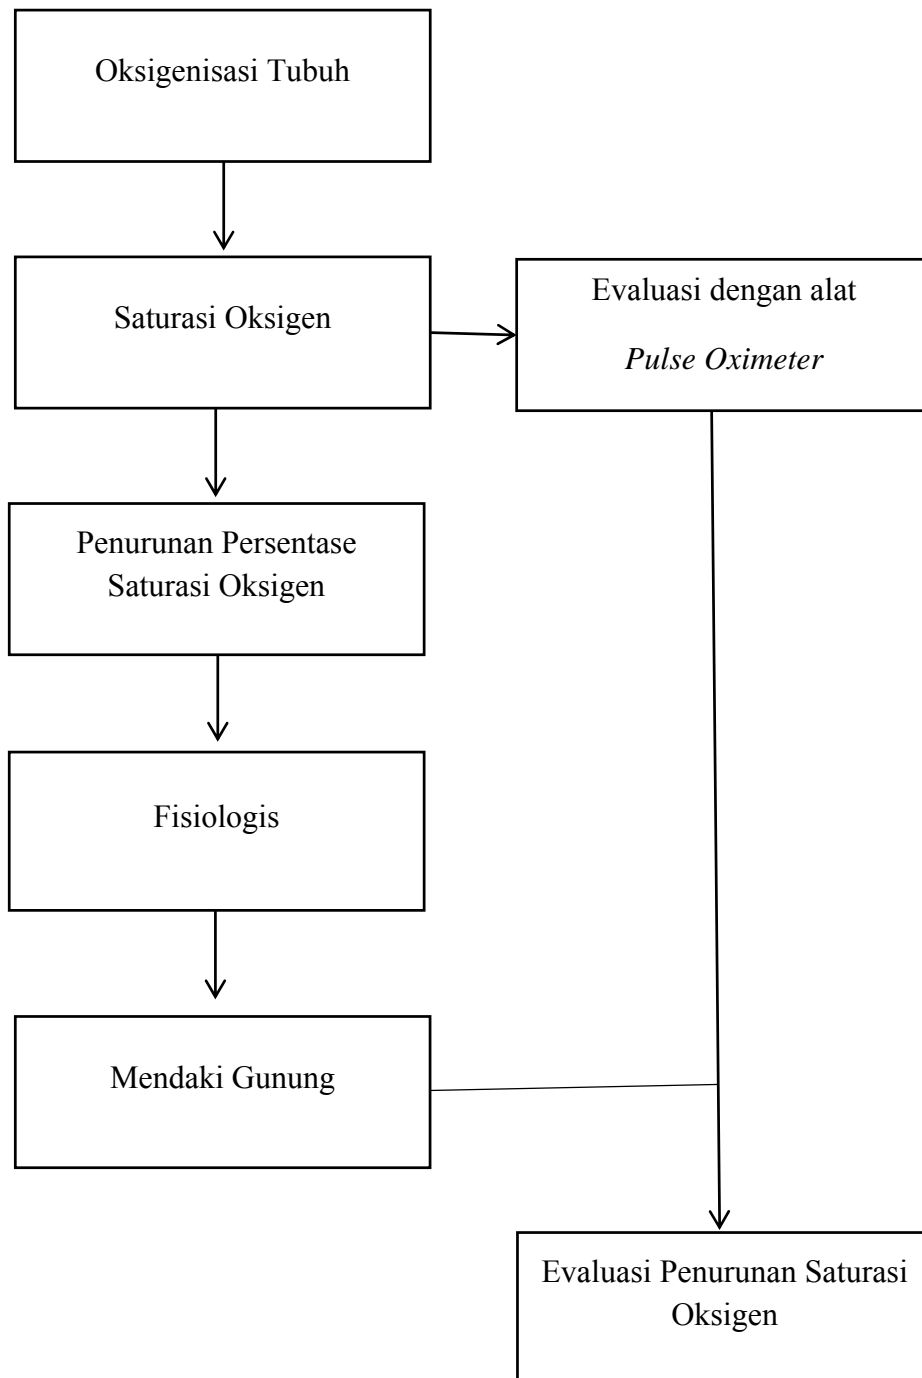 Oksigenisasi Tubuh
Saturasi Oksigen
Evaluasi dengan alat
Pulse Oximeter
Penurunan Persentase
Saturasi Oksigen
Fisiologis
Mendaki Gunung
Evaluasi Penurunan Saturasi
Oksigen